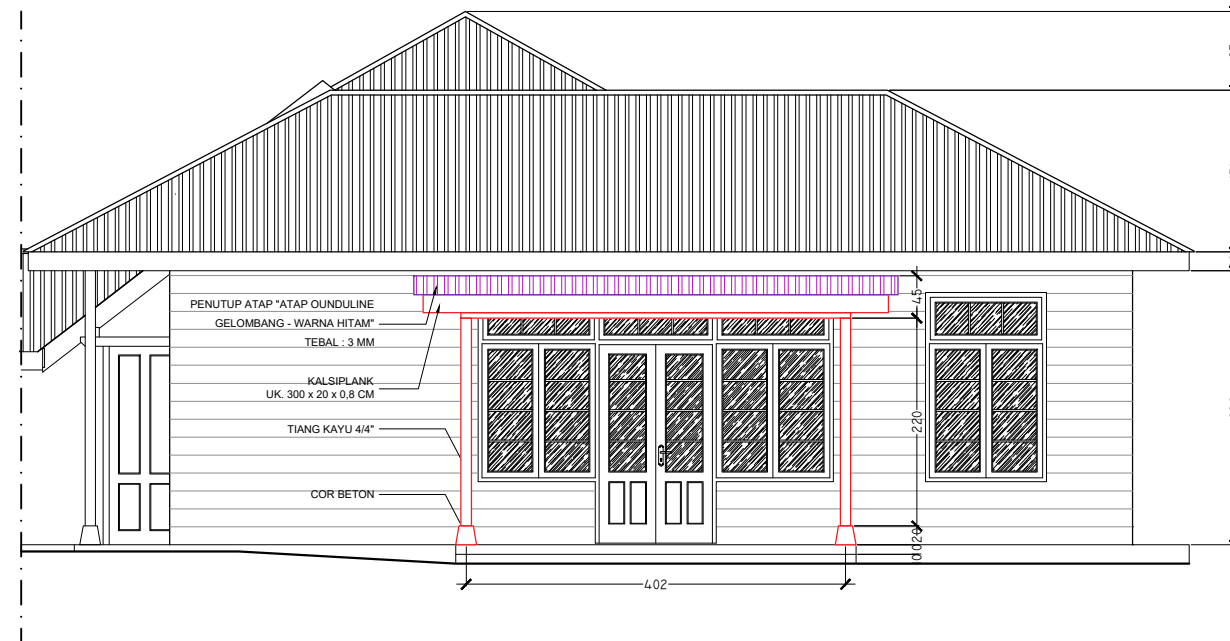 PENUTUP ATAP "ATAP OUNDULINE
GELOMBANG - WARNA HITAM"
TEBAL : 3 MM
KALSIPLANK
UK. 300 x 20 x 0,8 CM
TIANG KAYU 4/4"
COR BETON
45
220
20
402